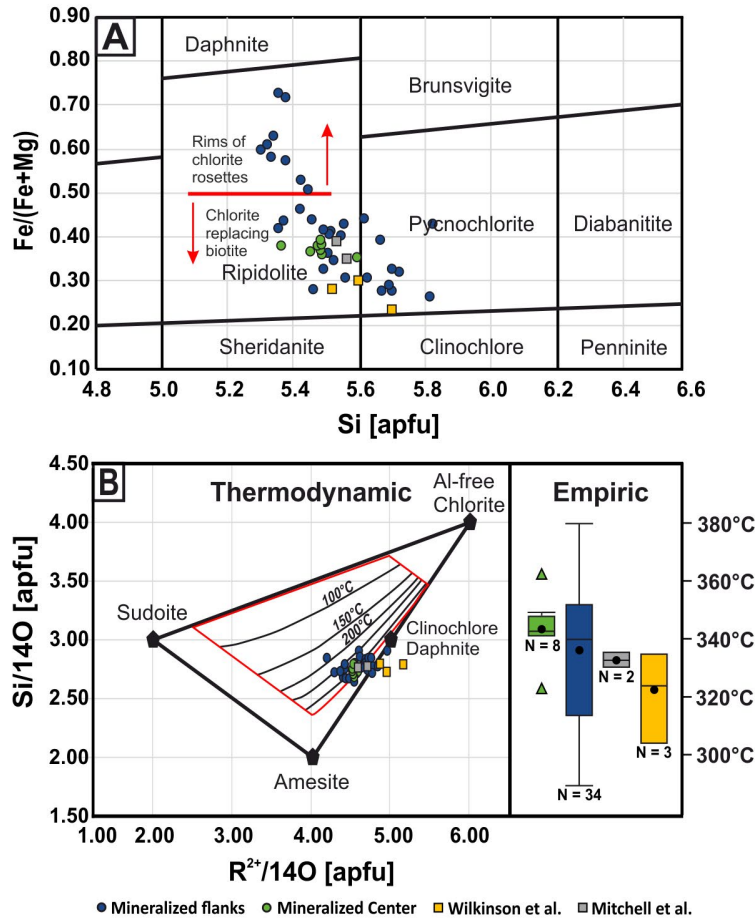 A
0.90
0.80
0.70
0.60
0.50
0.40
0.30
0.20
0.10
Fe/(Fe+Mg)
Daphnite
Brunsvigite
Rims of
chlorite
rosettes
Chlorite
replacing
biotite
Ripidolite
Pycnochlorite
Diabanitite
Sheridanite
Clinochlore
Penninite
4.8 5.0 5.2 5.4 5.6 5.8 6.0 6.2 6.4 6.6
Si [apfu]
B
4.50
4.00
3.50
3.00
2.50
2.00
1.50
Si/14O [apfu]
Thermodynamic
Al-free
Chlorite
100°C
150°C
200°C
Sudoite
Clinochlore
Daphnite
Amesite
1.00 2.00 3.00 4.00 5.00 6.00
R²⁺/14O [apfu]
Empiric
380°C
360°C
340°C
320°C
300°C
N = 8
N = 34
N = 2
N = 3
Mineralized flanks Mineralized Center Wilkinson et al. Mitchell et al.